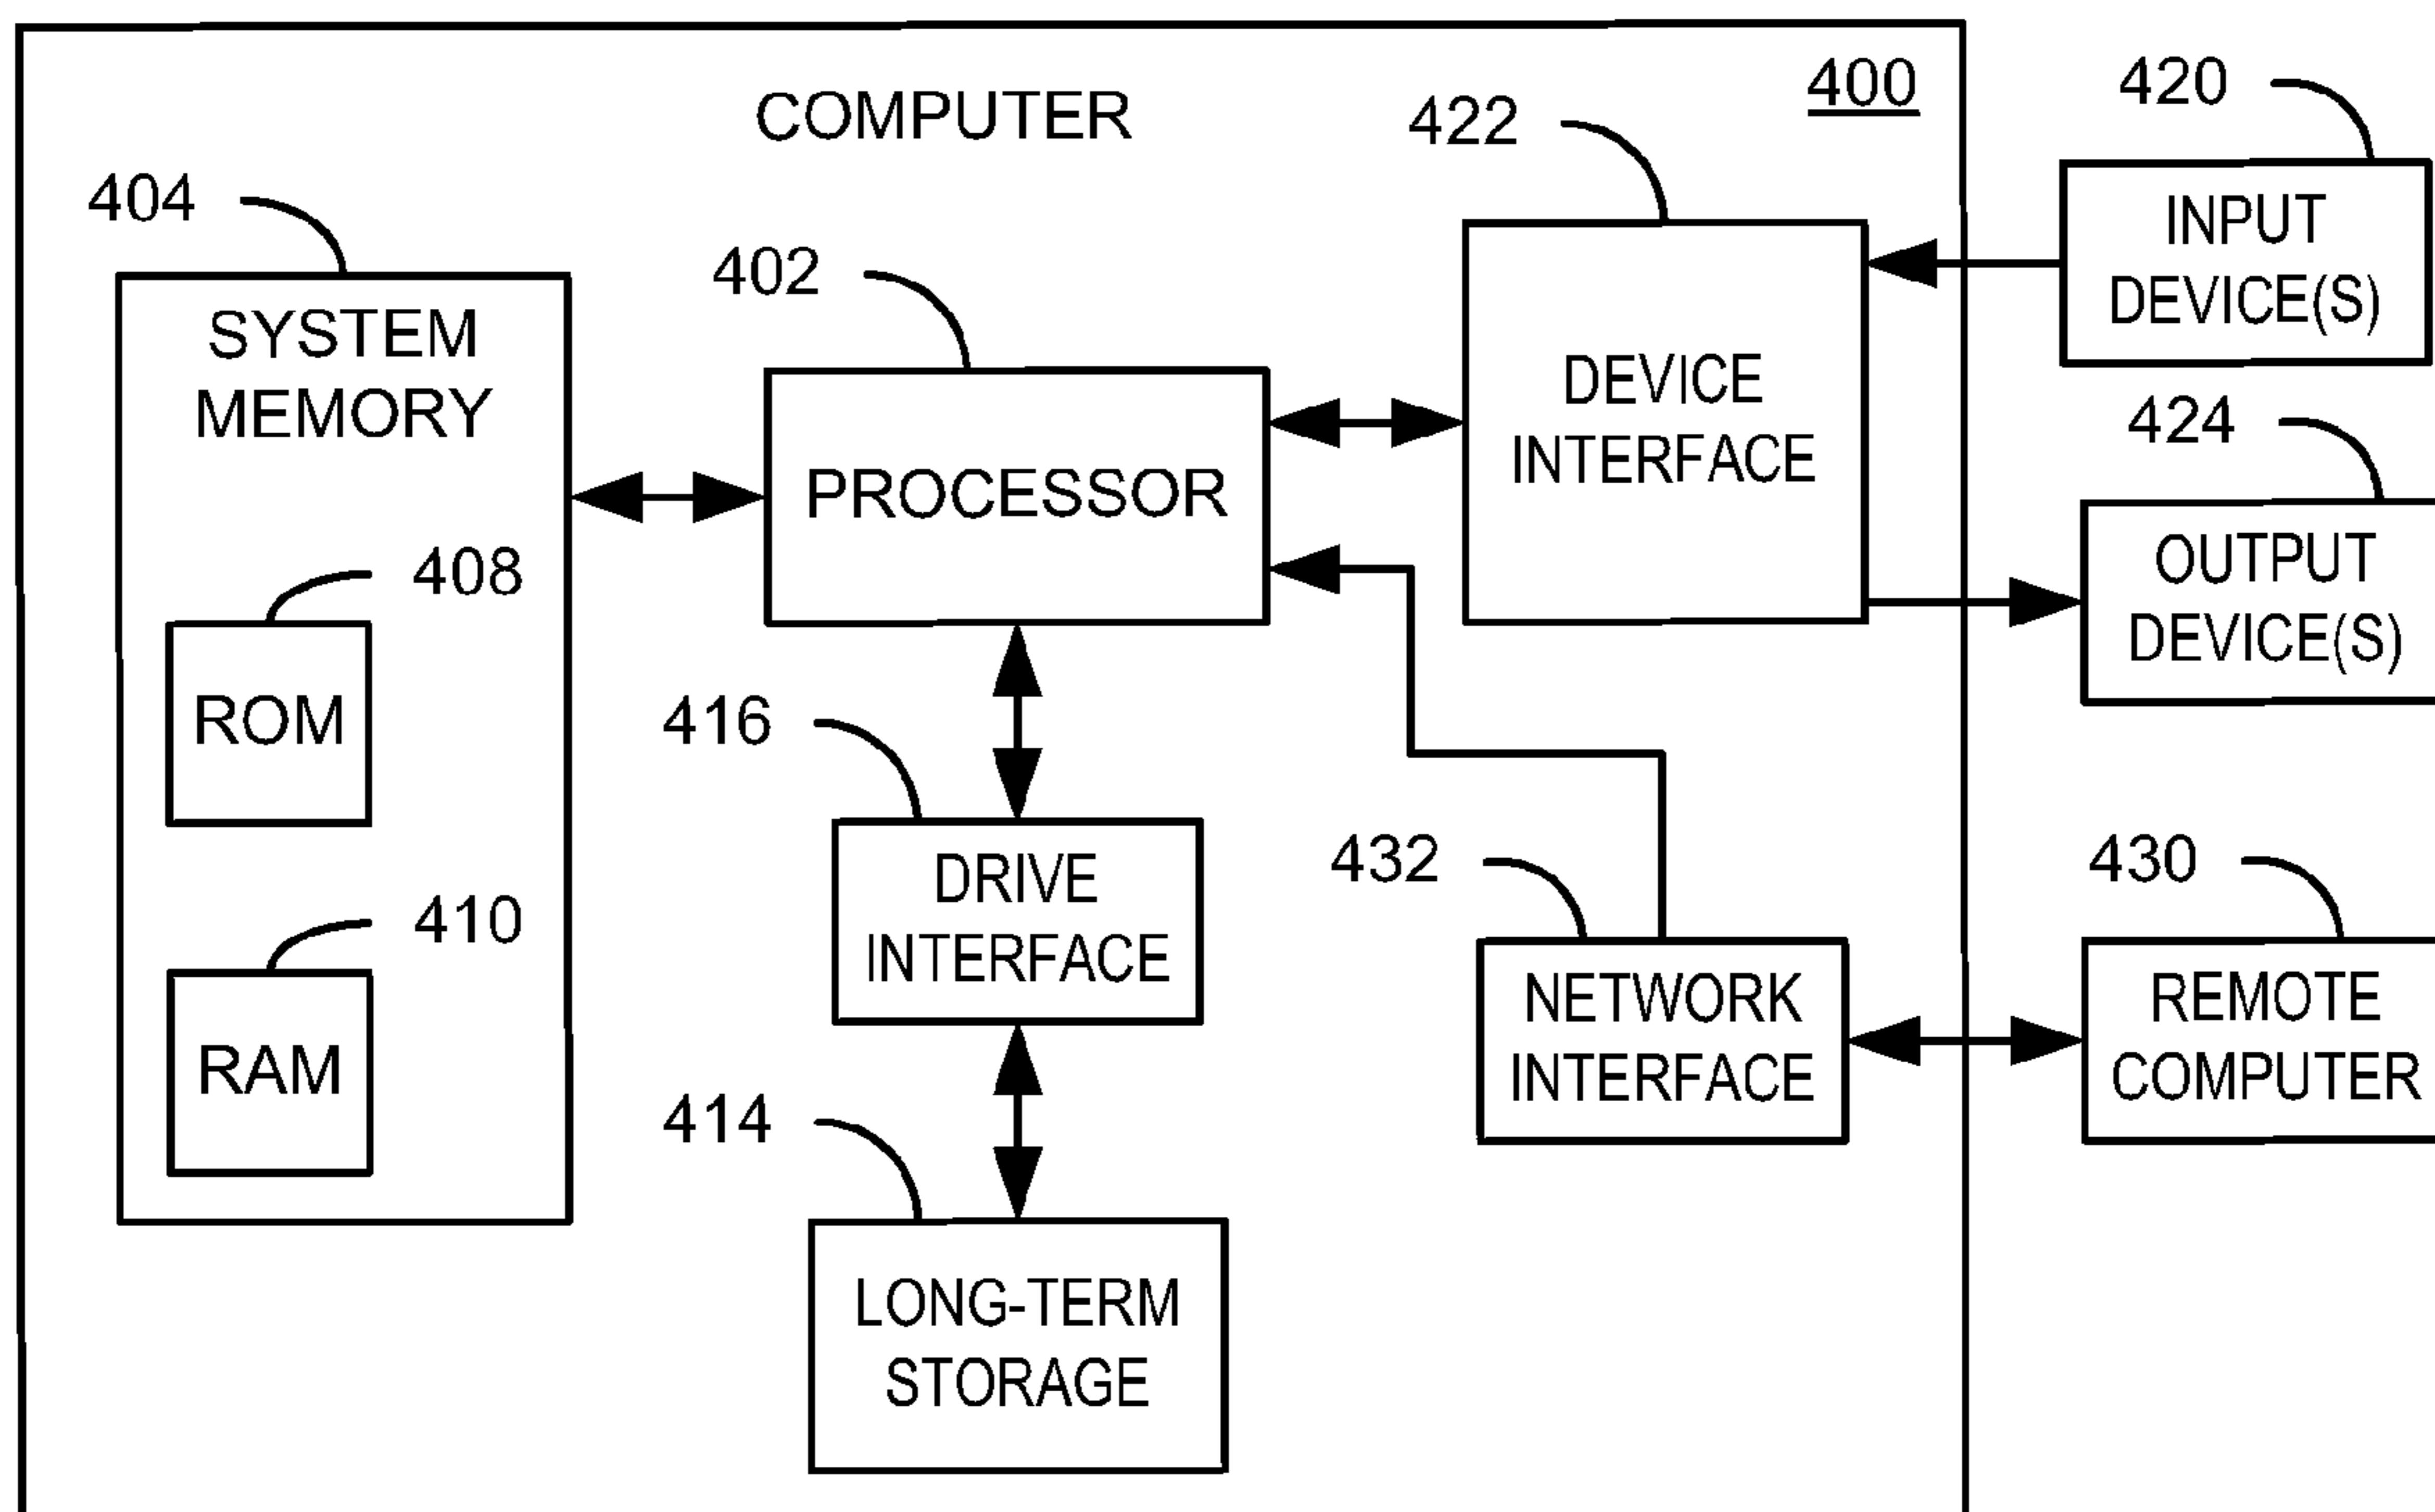 COMPUTER
400
404
SYSTEM
MEMORY
408
ROM
410
RAM
402
PROCESSOR
416
DRIVE
INTERFACE
414
LONG-TERM
STORAGE
422
DEVICE
INTERFACE
432
NETWORK
INTERFACE
420
INPUT
DEVICE(S)
424
OUTPUT
DEVICE(S)
430
REMOTE
COMPUTER